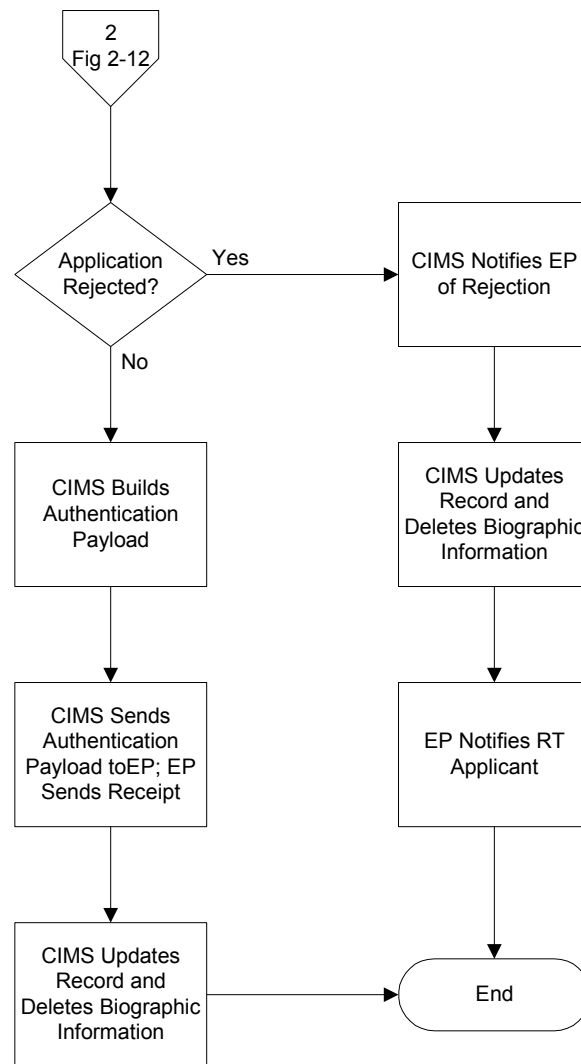 2
Fig 2-12
Application
Rejected?
Yes
No
CIMS Notifies EP
of Rejection
CIMS Builds
Authentication
Payload
CIMS Updates
Record and
Deletes Biographic
Information
CIMS Sends
Authentication
Payload toEP; EP
Sends Receipt
EP Notifies RT
Applicant
CIMS Updates
Record and
Deletes Biographic
Information
End